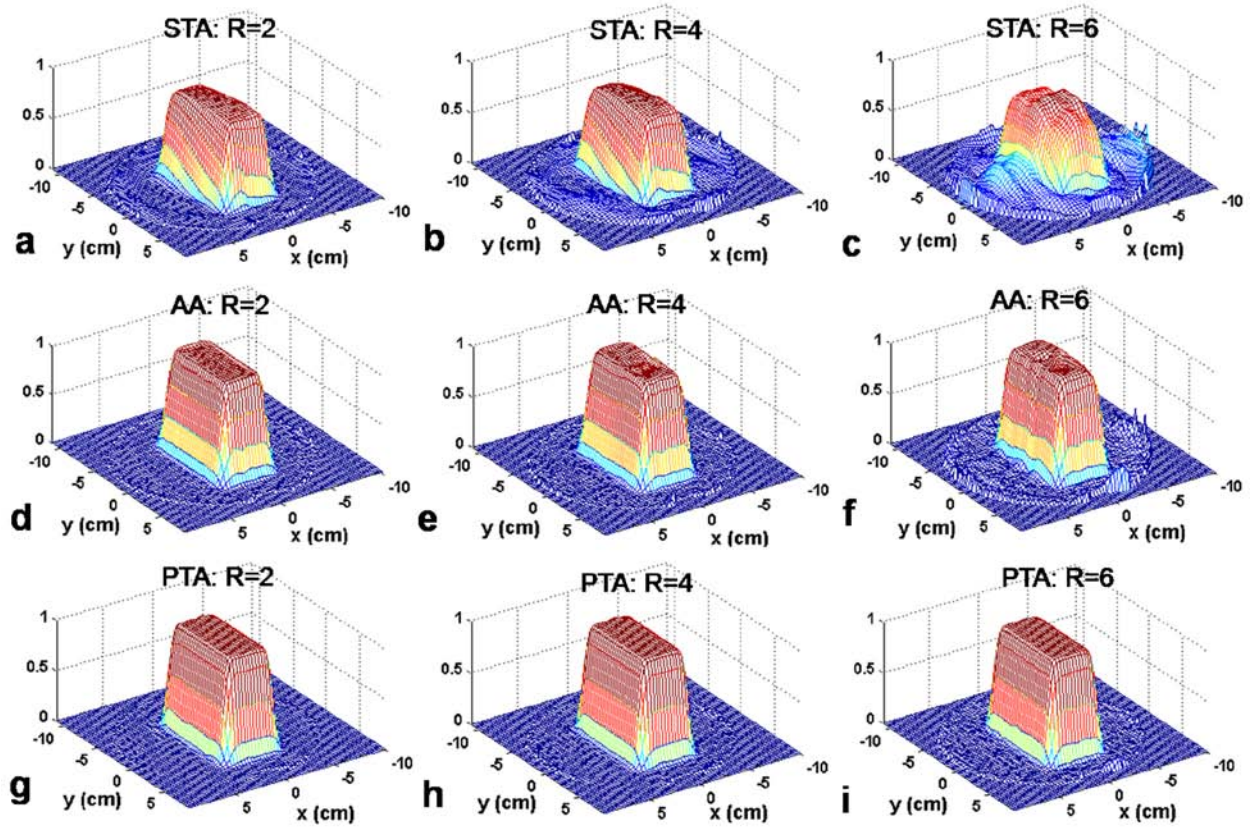 STA: R=2
1
0.5
0
-10
-5
0
5
y (cm)
5
0
-5
-10
x (cm)
a
STA: R=4
1
0.5
0
-10
-5
0
5
y (cm)
5
0
-5
-10
x (cm)
b
STA: R=6
1
0.5
0
-10
-5
0
5
y (cm)
5
0
-5
-10
x (cm)
c
AA: R=2
1
0.5
0
-10
-5
0
5
y (cm)
5
0
-5
-10
x (cm)
d
AA: R=4
1
0.5
0
-10
-5
0
5
y (cm)
5
0
-5
-10
x (cm)
e
AA: R=6
1
0.5
0
-10
-5
0
5
y (cm)
5
0
-5
-10
x (cm)
f
PTA: R=2
1
0.5
0
-10
-5
0
5
y (cm)
5
0
-5
-10
x (cm)
g
PTA: R=4
1
0.5
0
-10
-5
0
5
y (cm)
5
0
-5
-10
x (cm)
h
PTA: R=6
1
0.5
0
-10
-5
0
5
y (cm)
5
0
-5
-10
x (cm)
i